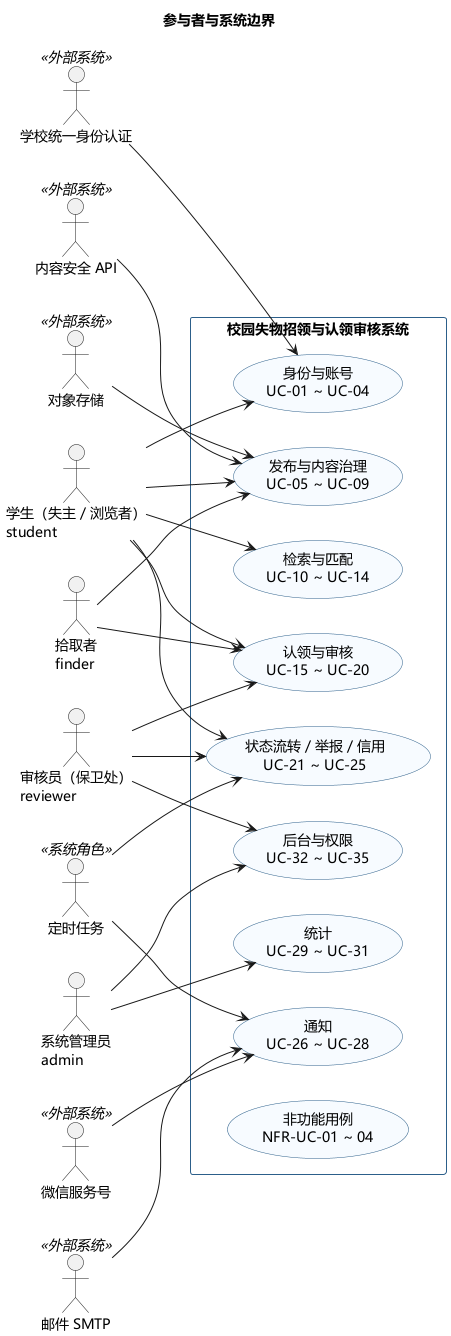 参与者与系统边界
«外部系统»
学校统一身份认证
«外部系统»
内容安全 API
«外部系统»
对象存储
学生（失主 / 浏览者）
student
拾取者
finder
审核员（保卫处）
reviewer
«系统角色»
定时任务
系统管理员
admin
«外部系统»
微信服务号
«外部系统»
邮件 SMTP
校园失物招领与认领审核系统
身份与账号
UC-01 ~ UC-04
发布与内容治理
UC-05 ~ UC-09
检索与匹配
UC-10 ~ UC-14
认领与审核
UC-15 ~ UC-20
状态流转 / 举报 / 信用
UC-21 ~ UC-25
后台与权限
UC-32 ~ UC-35
统计
UC-29 ~ UC-31
通知
UC-26 ~ UC-28
非功能用例
NFR-UC-01 ~ 04